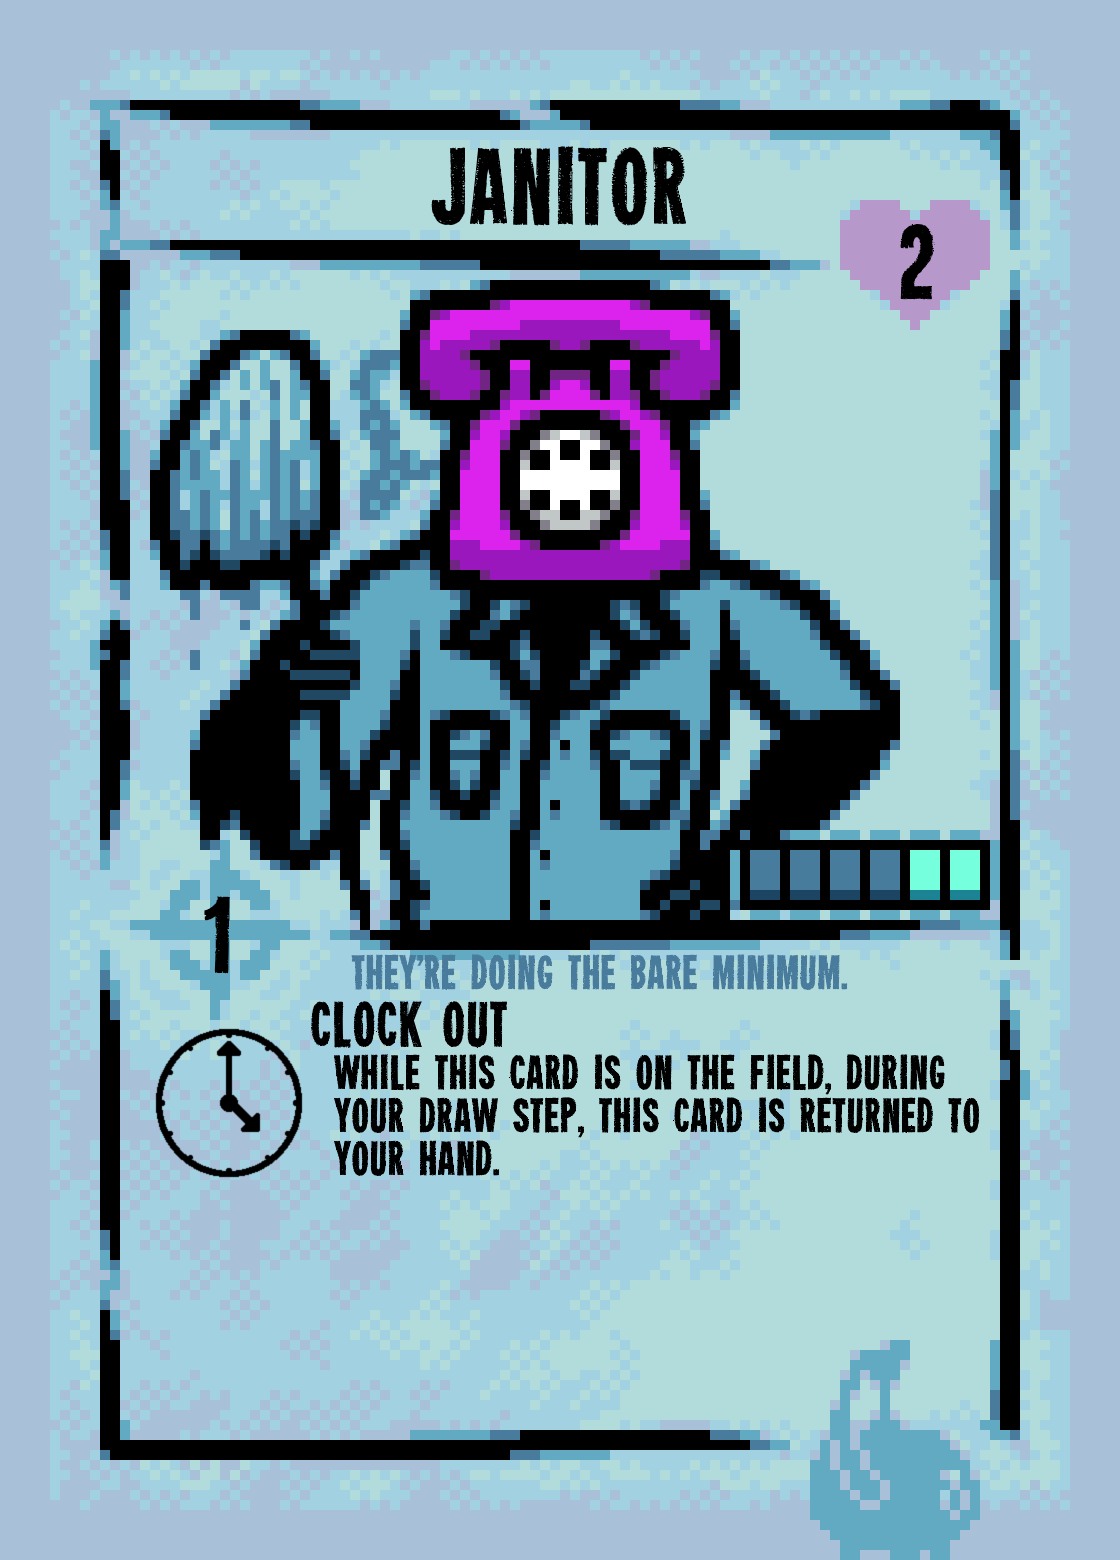 JANITOR
2
1
THEY'RE DOING THE BARE MINIMUM.
CLOCK OUT
WHILE THIS CARD IS ON THE FIELD, DURING
YOUR DRAW STEP, THIS CARD IS RETURNED TO
YOUR HAND.